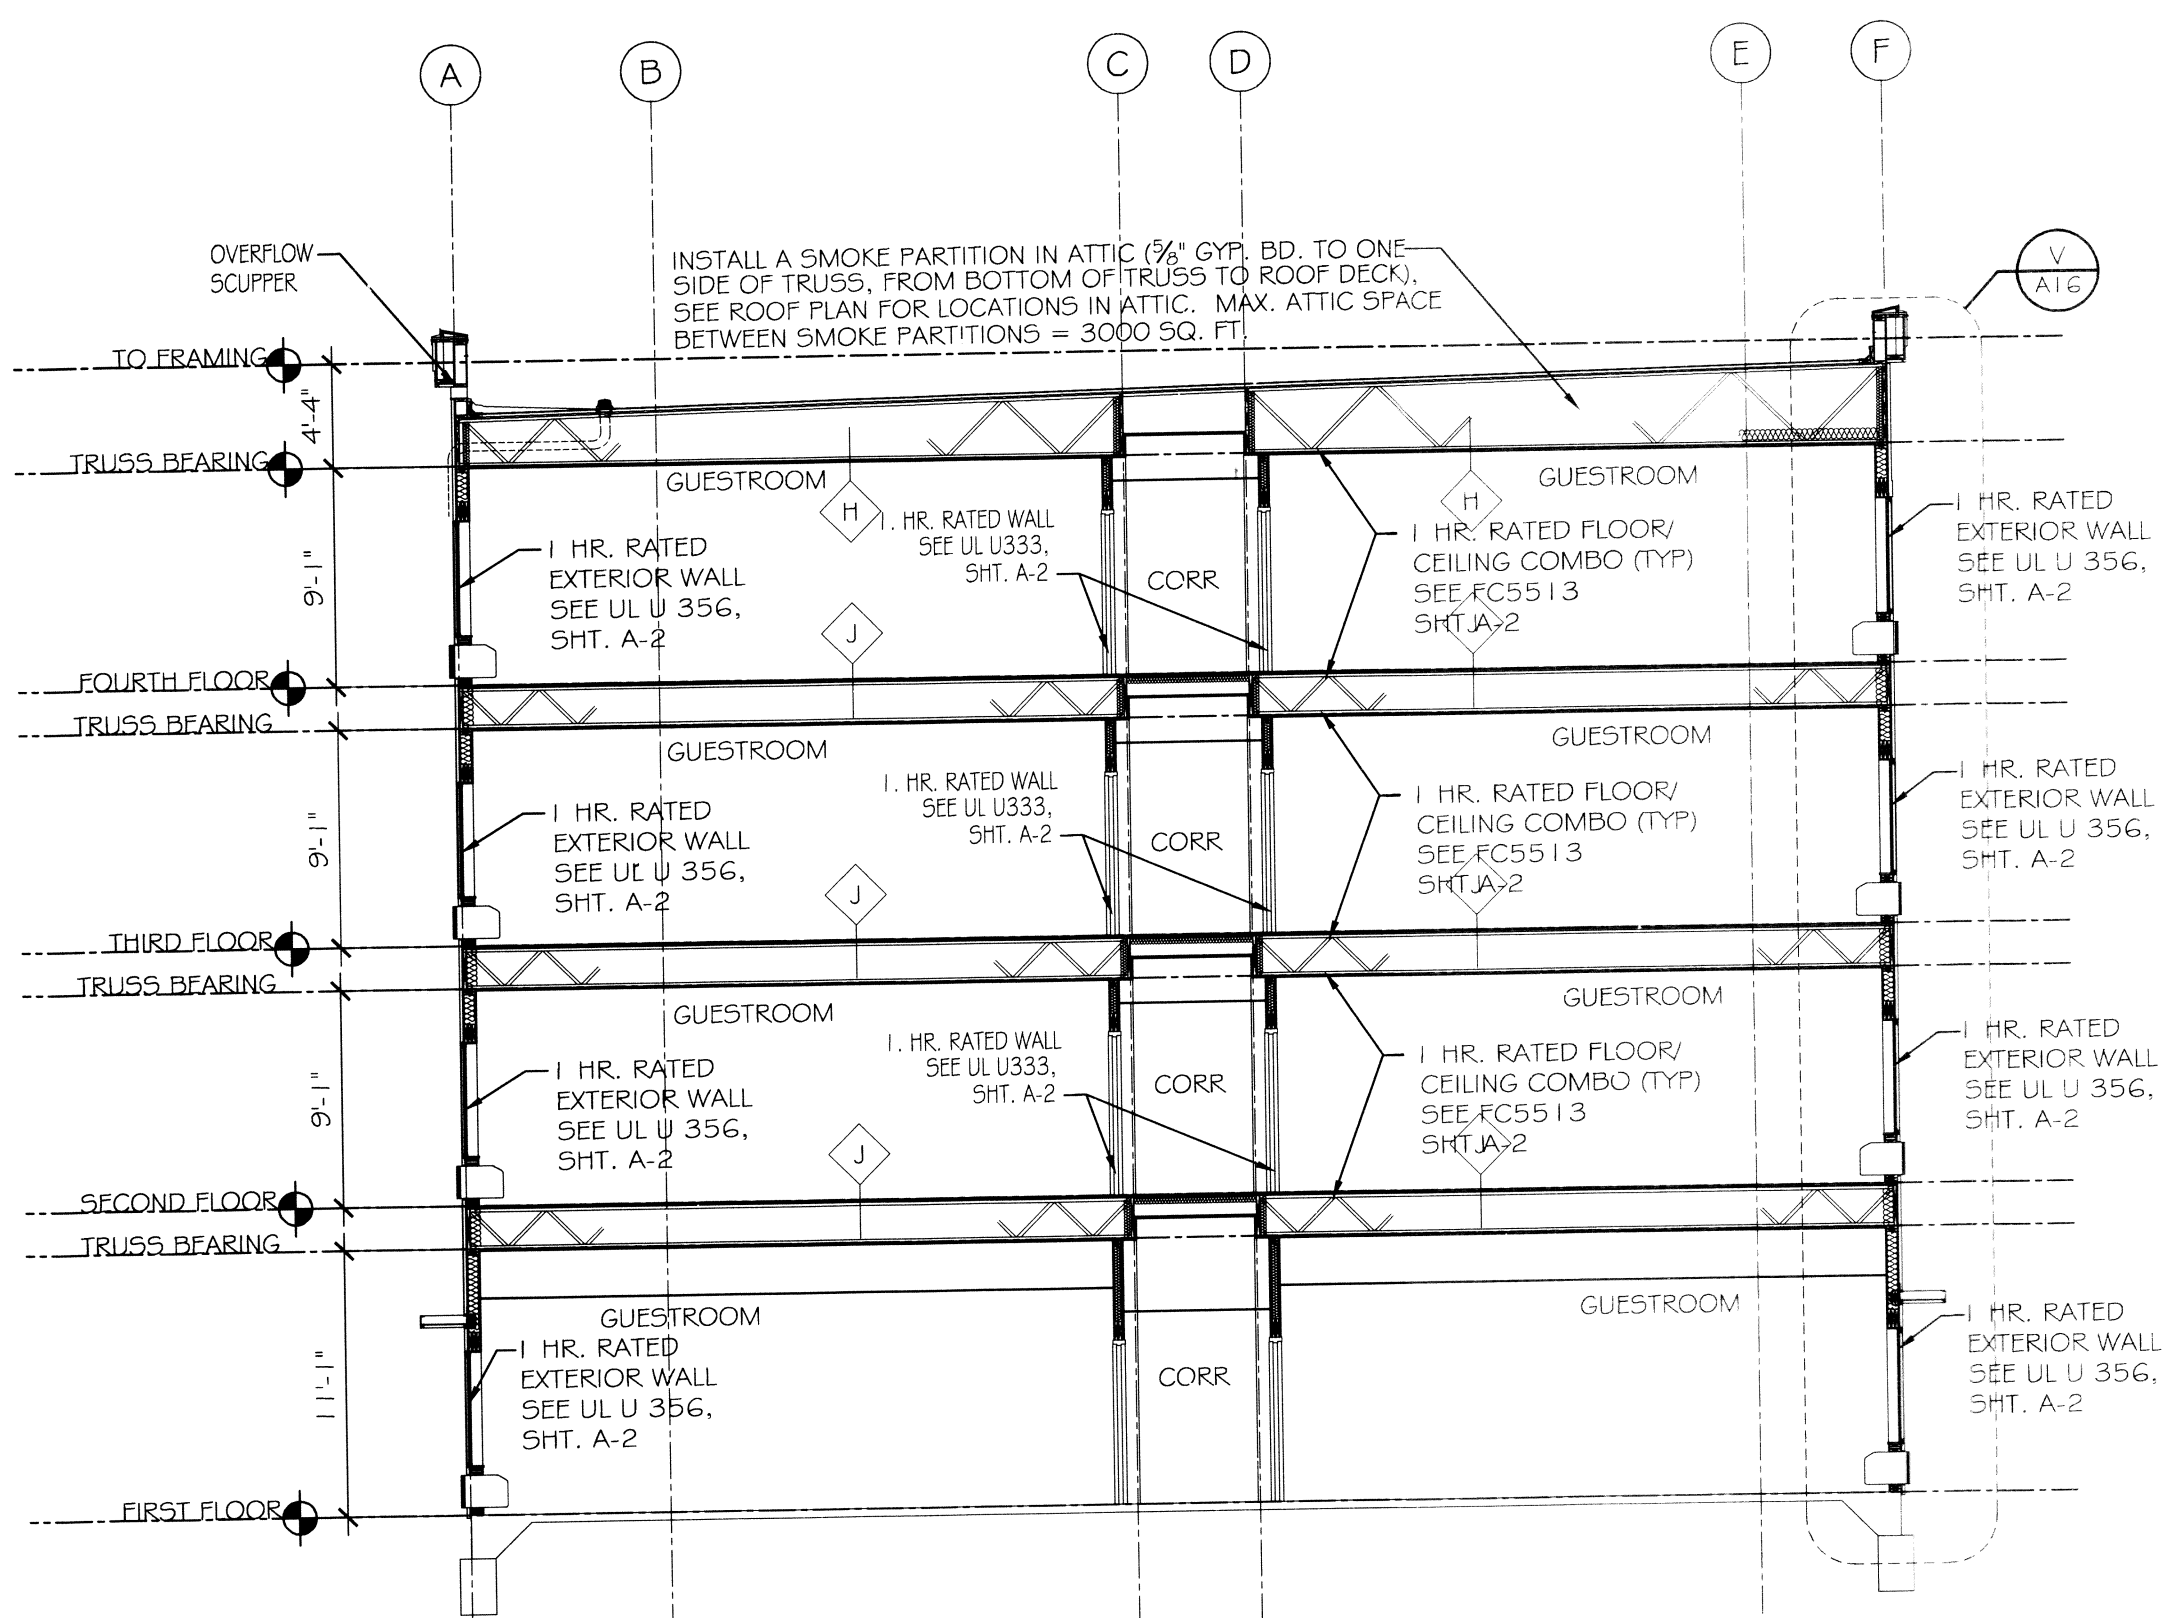 A
B
C
D
E
F
OVERFLOW
SCUPPER
INSTALL A SMOKE PARTITION IN ATTIC (5/8" GYP. BD. TO ONE
SIDE OF TRUSS, FROM BOTTOM OF TRUSS TO ROOF DECK),
SEE ROOF PLAN FOR LOCATIONS IN ATTIC. MAX. ATTIC SPACE
BETWEEN SMOKE PARTITIONS = 3000 SQ. FT.
V
A16
TO FRAMING
4'-4"
TRUSS BEARING
GUESTROOM
GUESTROOM
H
H
9'-1"
1 HR. RATED
EXTERIOR WALL
SEE UL U 356,
SHT. A-2
1. HR. RATED WALL
SEE UL U333,
SHT. A-2
CORR
1 HR. RATED FLOOR/
CEILING COMBO (TYP)
SEE FC5513
SHT. A-2
1 HR. RATED
EXTERIOR WALL
SEE UL U 356,
SHT. A-2
J
J
FOURTH FLOOR
TRUSS BEARING
GUESTROOM
GUESTROOM
9'-1"
1 HR. RATED
EXTERIOR WALL
SEE UL U 356,
SHT. A-2
1. HR. RATED WALL
SEE UL U333,
SHT. A-2
CORR
1 HR. RATED FLOOR/
CEILING COMBO (TYP)
SEE FC5513
SHT. A-2
1 HR. RATED
EXTERIOR WALL
SEE UL U 356,
SHT. A-2
J
J
THIRD FLOOR
TRUSS BEARING
GUESTROOM
GUESTROOM
9'-1"
1 HR. RATED
EXTERIOR WALL
SEE UL U 356,
SHT. A-2
1. HR. RATED WALL
SEE UL U333,
SHT. A-2
CORR
1 HR. RATED FLOOR/
CEILING COMBO (TYP)
SEE FC5513
SHT. A-2
1 HR. RATED
EXTERIOR WALL
SEE UL U 356,
SHT. A-2
J
J
SECOND FLOOR
TRUSS BEARING
GUESTROOM
GUESTROOM
11'-1"
1 HR. RATED
EXTERIOR WALL
SEE UL U 356,
SHT. A-2
CORR
1 HR. RATED
EXTERIOR WALL
SEE UL U 356,
SHT. A-2
FIRST FLOOR